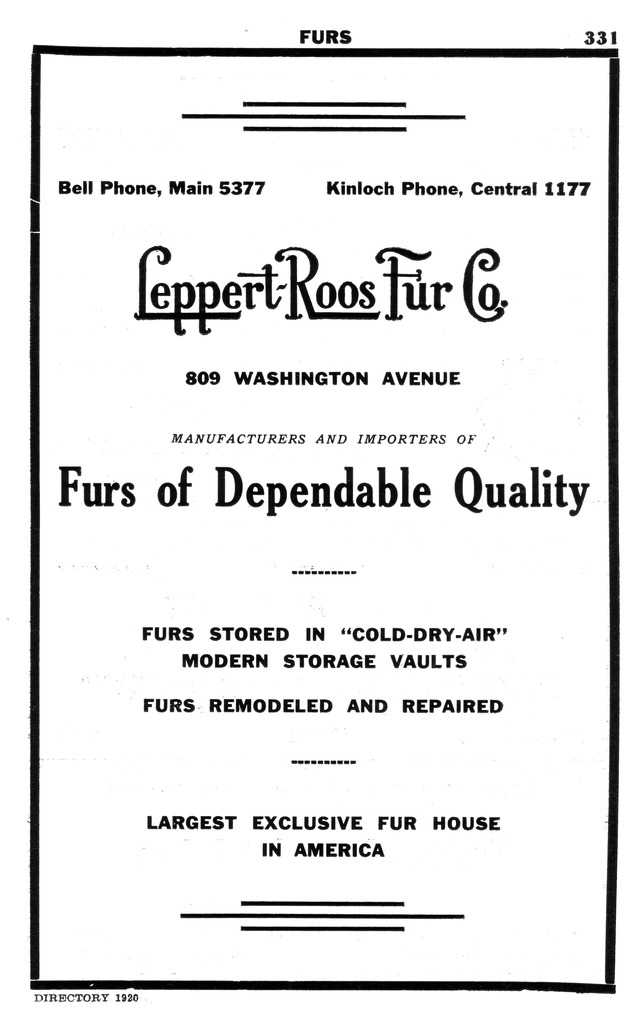 FURS 331
Bell Phone, Main 5377 Kinloch Phone, Central 1177
Leppert-Roos Fur Co.
809 WASHINGTON AVENUE
MANUFACTURERS AND IMPORTERS OF
Furs of Dependable Quality
FURS STORED IN “COLD-DRY-AIR”
MODERN STORAGE VAULTS
FURS REMODELED AND REPAIRED
LARGEST EXCLUSIVE FUR HOUSE
IN AMERICA
DIRECTORY 1920